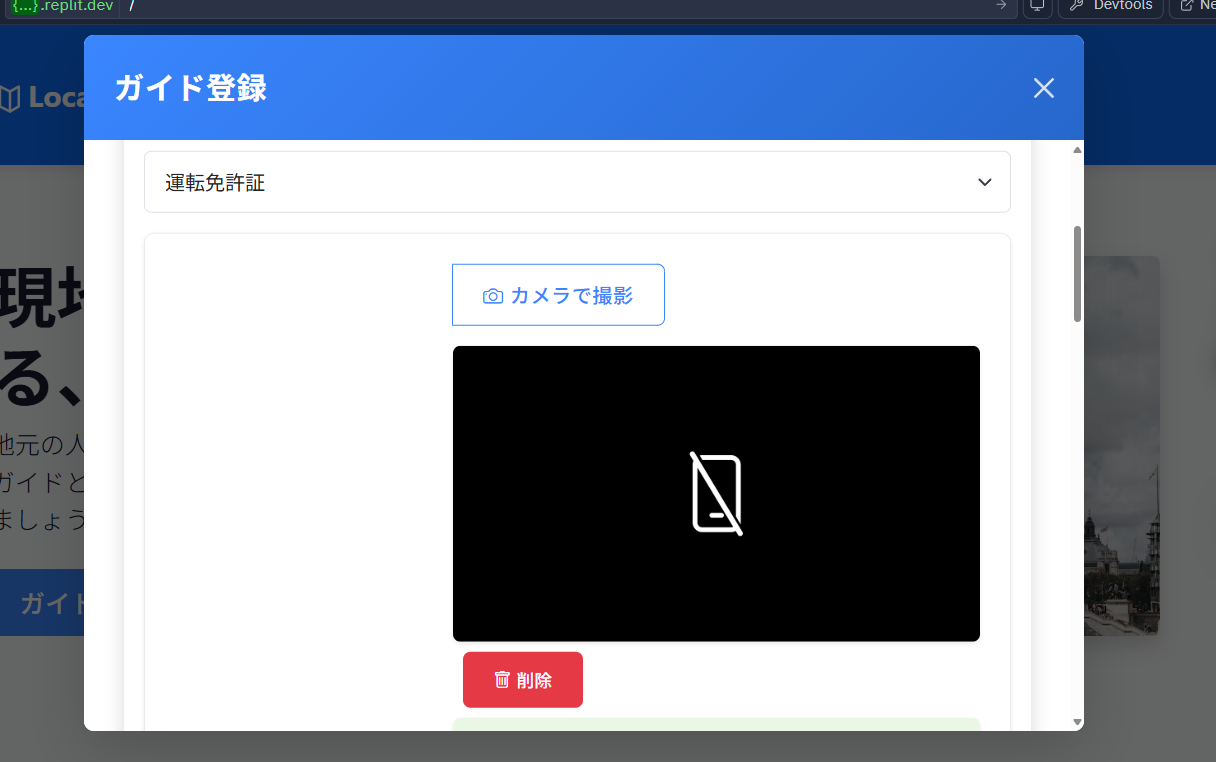 {...}.replit.dev /
Devtools
ガイド登録
Loca
運転免許証
カメラで撮影
現地
る、
地元の人
ガイドと
ましょう
ガイド
削除